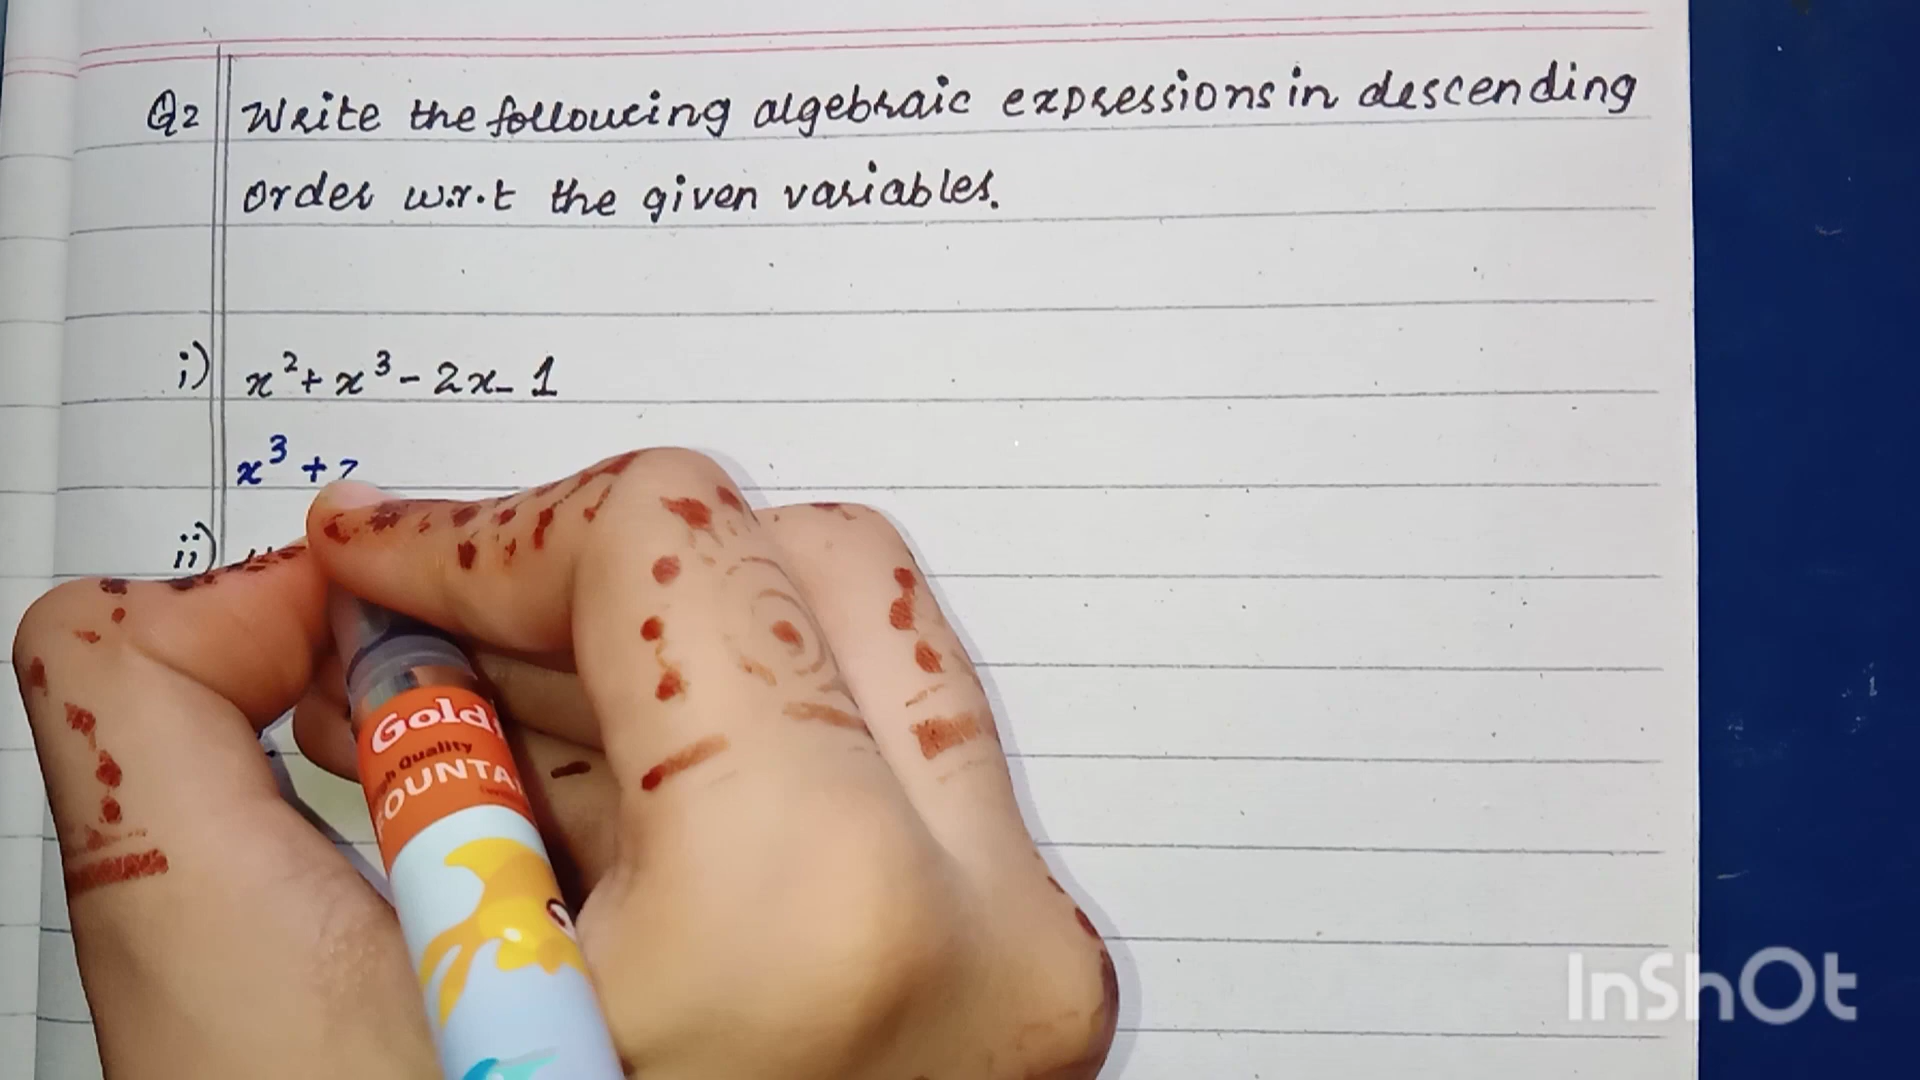 Q2 Write the following algebraic expressions in descending
order w.r.t the given variables.
i) x² + x³ - 2x - 1
x³ +
ii)
Gold
Quality
OUNTA
InShOt